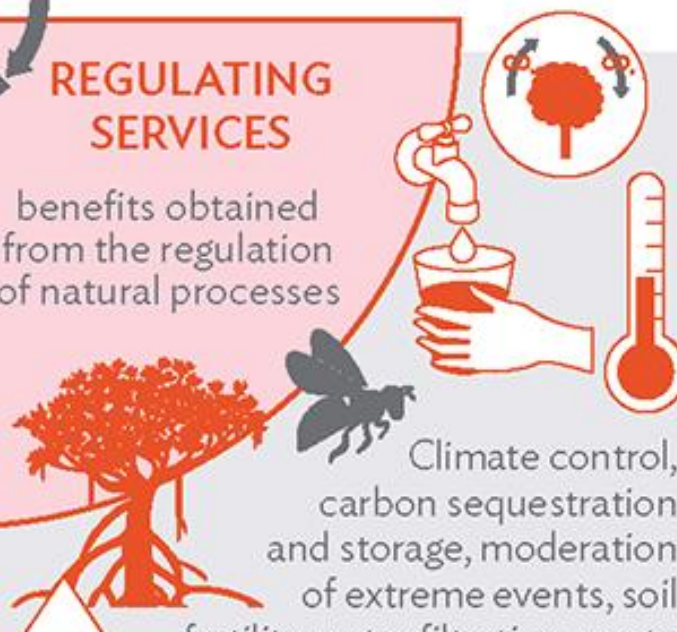 REGULATING
SERVICES
benefits obtained
from the regulation
of natural processes
Climate control,
carbon sequestration
and storage, moderation
of extreme events, soil